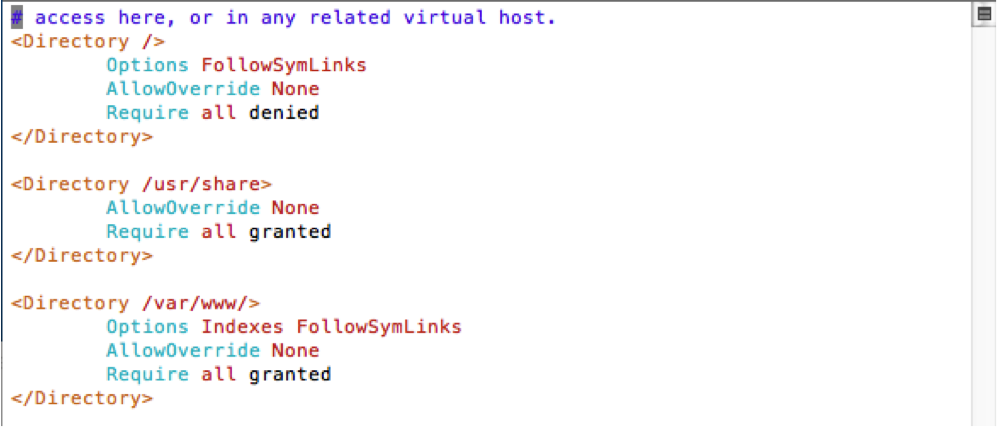 # access here, or in any related virtual host.
<Directory />
        Options FollowSymLinks
        AllowOverride None
        Require all denied
</Directory>

<Directory /usr/share>
        AllowOverride None
        Require all granted
</Directory>

<Directory /var/www/>
        Options Indexes FollowSymLinks
        AllowOverride None
        Require all granted
</Directory>